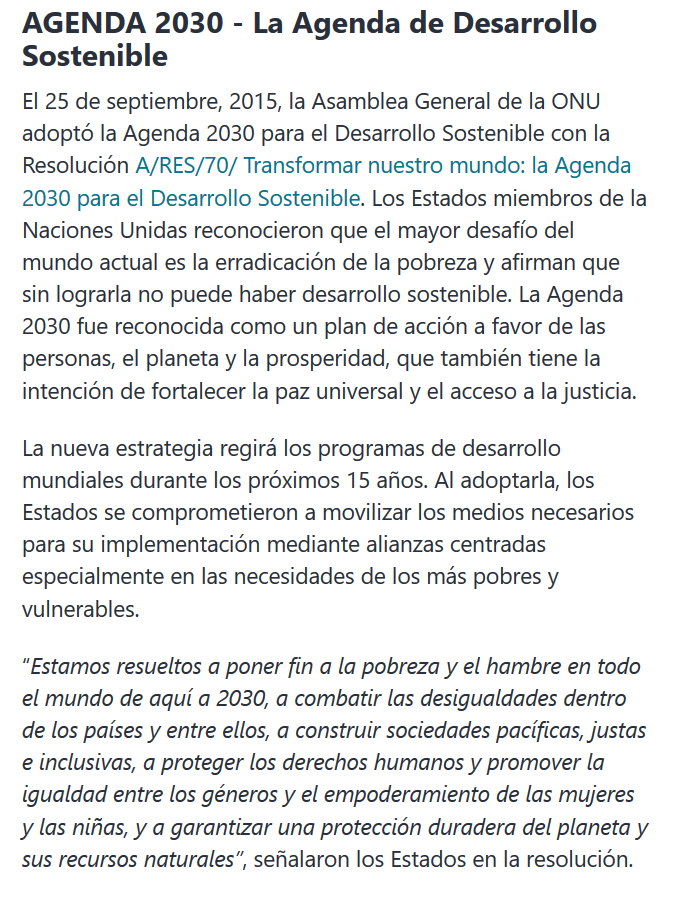 AGENDA 2030 - La Agenda de Desarrollo
Sostenible
El 25 de septiembre, 2015, la Asamblea General de la ONU
adoptó la Agenda 2030 para el Desarrollo Sostenible con la
Resolución A/RES/70/ Transformar nuestro mundo: la Agenda
2030 para el Desarrollo Sostenible. Los Estados miembros de la
Naciones Unidas reconocieron que el mayor desafío del
mundo actual es la erradicación de la pobreza y afirman que
sin lograrla no puede haber desarrollo sostenible. La Agenda
2030 fue reconocida como un plan de acción a favor de las
personas, el planeta y la prosperidad, que también tiene la
intención de fortalecer la paz universal y el acceso a la justicia.
La nueva estrategia regirá los programas de desarrollo
mundiales durante los próximos 15 años. Al adoptarla, los
Estados se comprometieron a movilizar los medios necesarios
para su implementación mediante alianzas centradas
especialmente en las necesidades de los más pobres y
vulnerables.
“Estamos resueltos a poner fin a la pobreza y el hambre en todo
el mundo de aquí a 2030, a combatir las desigualdades dentro
de los países y entre ellos, a construir sociedades pacíficas, justas
e inclusivas, a proteger los derechos humanos y promover la
igualdad entre los géneros y el empoderamiento de las mujeres
y las niñas, y a garantizar una protección duradera del planeta y
sus recursos naturales”, señalaron los Estados en la resolución.